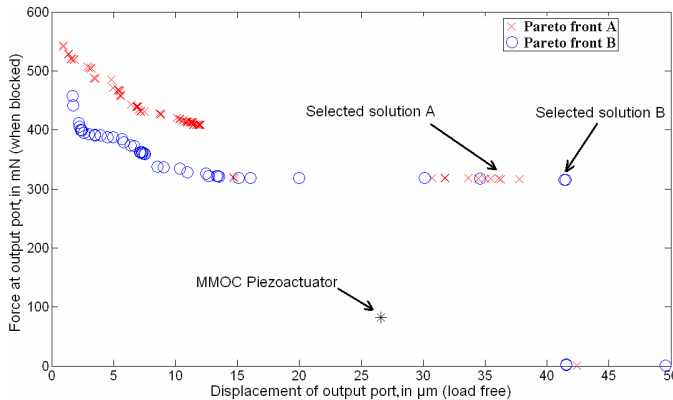 600
500
400
300
200
100
0
Force at output port,in mN (when blocked)
Pareto front A
Pareto front B
Selected solution A
Selected solution B
MMOC Piezoactuator
0 5 10 15 20 25 30 35 40 45 50
Displacement of output port,in µm (load free)